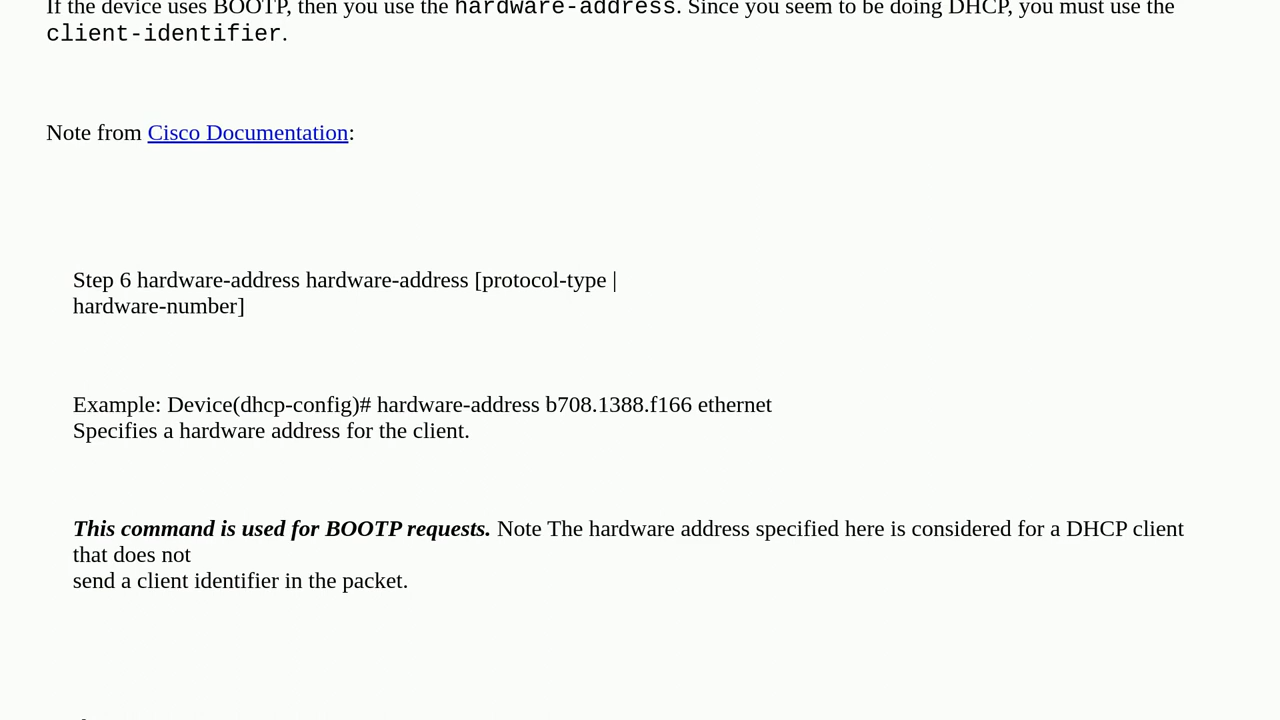 If the device uses BOOTP, then you use the hardware-address. Since you seem to be doing DHCP, you must use the
client-identifier.
Note from Cisco Documentation:
Step 6 hardware-address hardware-address [protocol-type |
hardware-number]
Example: Device(dhcp-config)# hardware-address b708.1388.f166 ethernet
Specifies a hardware address for the client.
This command is used for BOOTP requests. Note The hardware address specified here is considered for a DHCP client
that does not
send a client identifier in the packet.